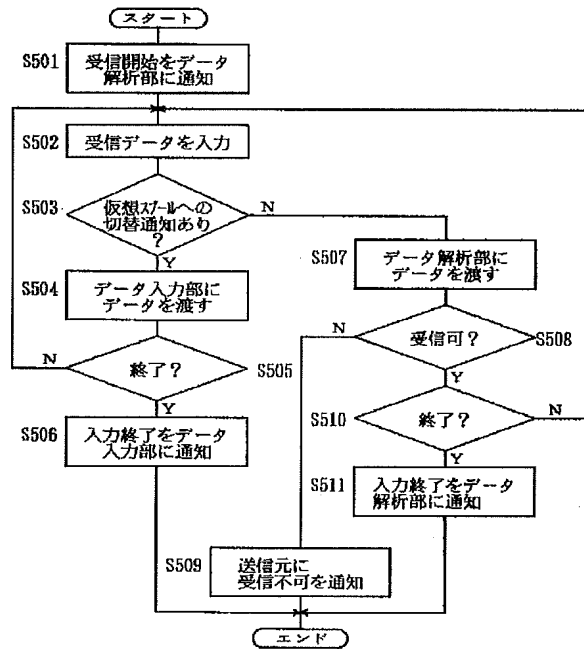 スタート
S501
受信開始をデータ
解析部に通知
S502
受信データを入力
S503
仮想スプールへの
切替通知あり
?
N
Y
S504
データ入力部に
データを渡す
N
終了?
S505
Y
S506
入力終了をデータ
入力部に通知
S507
データ解析部に
データを渡す
N
受信可?
S508
Y
S510
終了?
N
Y
S511
入力終了をデータ
解析部に通知
S509
送信元に
受信不可を通知
エンド